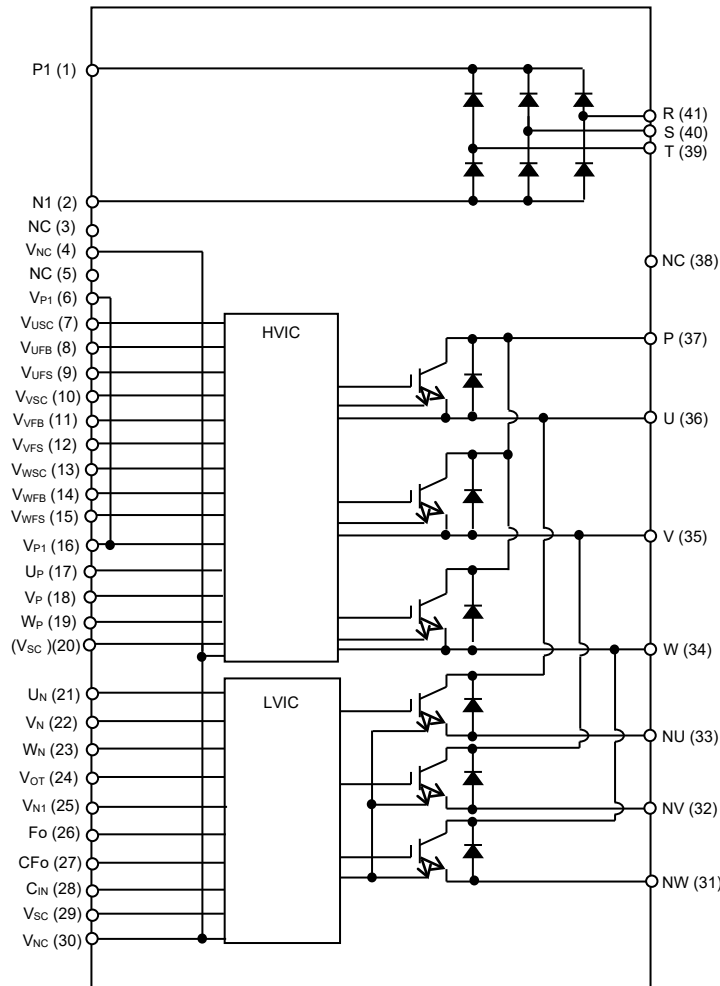 P1 (1)
N1 (2)
NC (3)
VNC (4)
NC (5)
VP1 (6)
VUSC (7)
VUFB (8)
VUFS (9)
VVSC (10)
VVFB (11)
VVFS (12)
VWSC (13)
VWFB (14)
VWFS (15)
VP1 (16)
UP (17)
VP (18)
WP (19)
(VSC )(20)
UN (21)
VN (22)
WN (23)
VOT (24)
VN1 (25)
Fo (26)
CFo (27)
CIN (28)
VSC (29)
VNC (30)
HVIC
LVIC
R (41)
S (40)
T (39)
NC (38)
P (37)
U (36)
V (35)
W (34)
NU (33)
NV (32)
NW (31)